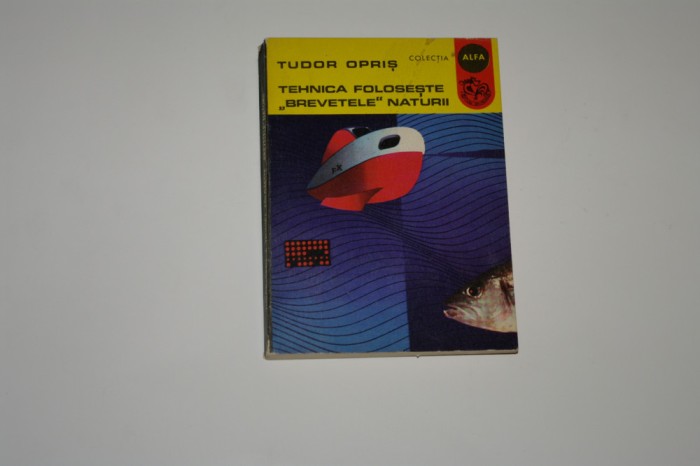 TUDOR OPRIȘ
COLECȚIA
ALFA
TEHNICA FOLOSEȘTE
„BREVETELE“ NATURII